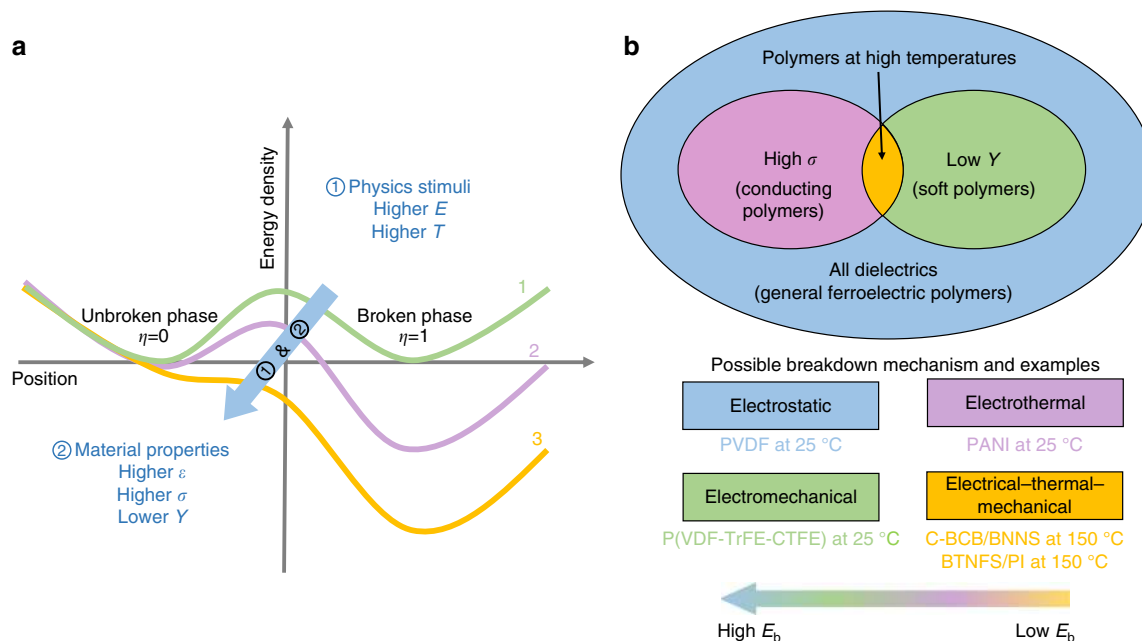 a
Energy density
① Physics stimuli
Higher E
Higher T
Unbroken phase
η=0
Broken phase
η=1
1
2
3
① & ②
Position
② Material properties
Higher ε
Higher σ
Lower Y
b
Polymers at high temperatures
High σ
(conducting
polymers)
Low Y
(soft polymers)
All dielectrics
(general ferroelectric polymers)
Possible breakdown mechanism and examples
Electrostatic
PVDF at 25 °C
Electrothermal
PANI at 25 °C
Electromechanical
P(VDF-TrFE-CTFE) at 25 °C
Electrical–thermal–
mechanical
C-BCB/BNNS at 150 °C
BTNFS/PI at 150 °C
High E_b
Low E_b